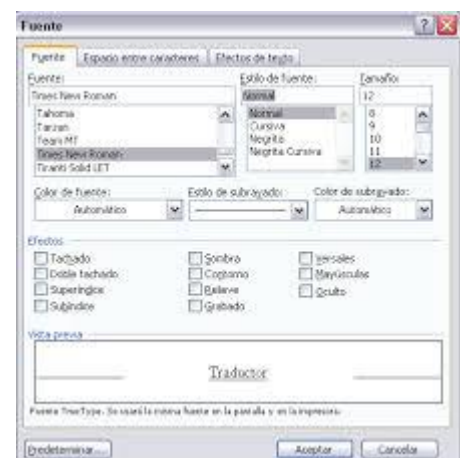 Fuente
Fuente Espacio entre caracteres Efectos de texto
Fuente: Estilo de fuente: Tamaño:
Times New Roman Normal 12
Tahoma Normal 8
Tarzan Cursiva 9
Team MT Negrita 10
Times New Roman Negrita Cursiva 11
Tiranti Solid LET 12
Color de fuente: Estilo de subrayado: Color de subrayado:
Automático Automático
Efectos
Tachado Sombra Versales
Doble tachado Contorno Mayúsculas
Superíndice Relieve Oculto
Subíndice Grabado
Vista previa
Traductor
Fuente TrueType. Se usará la misma fuente en la pantalla y en la impresora.
Predeterminar... Aceptar Cancelar